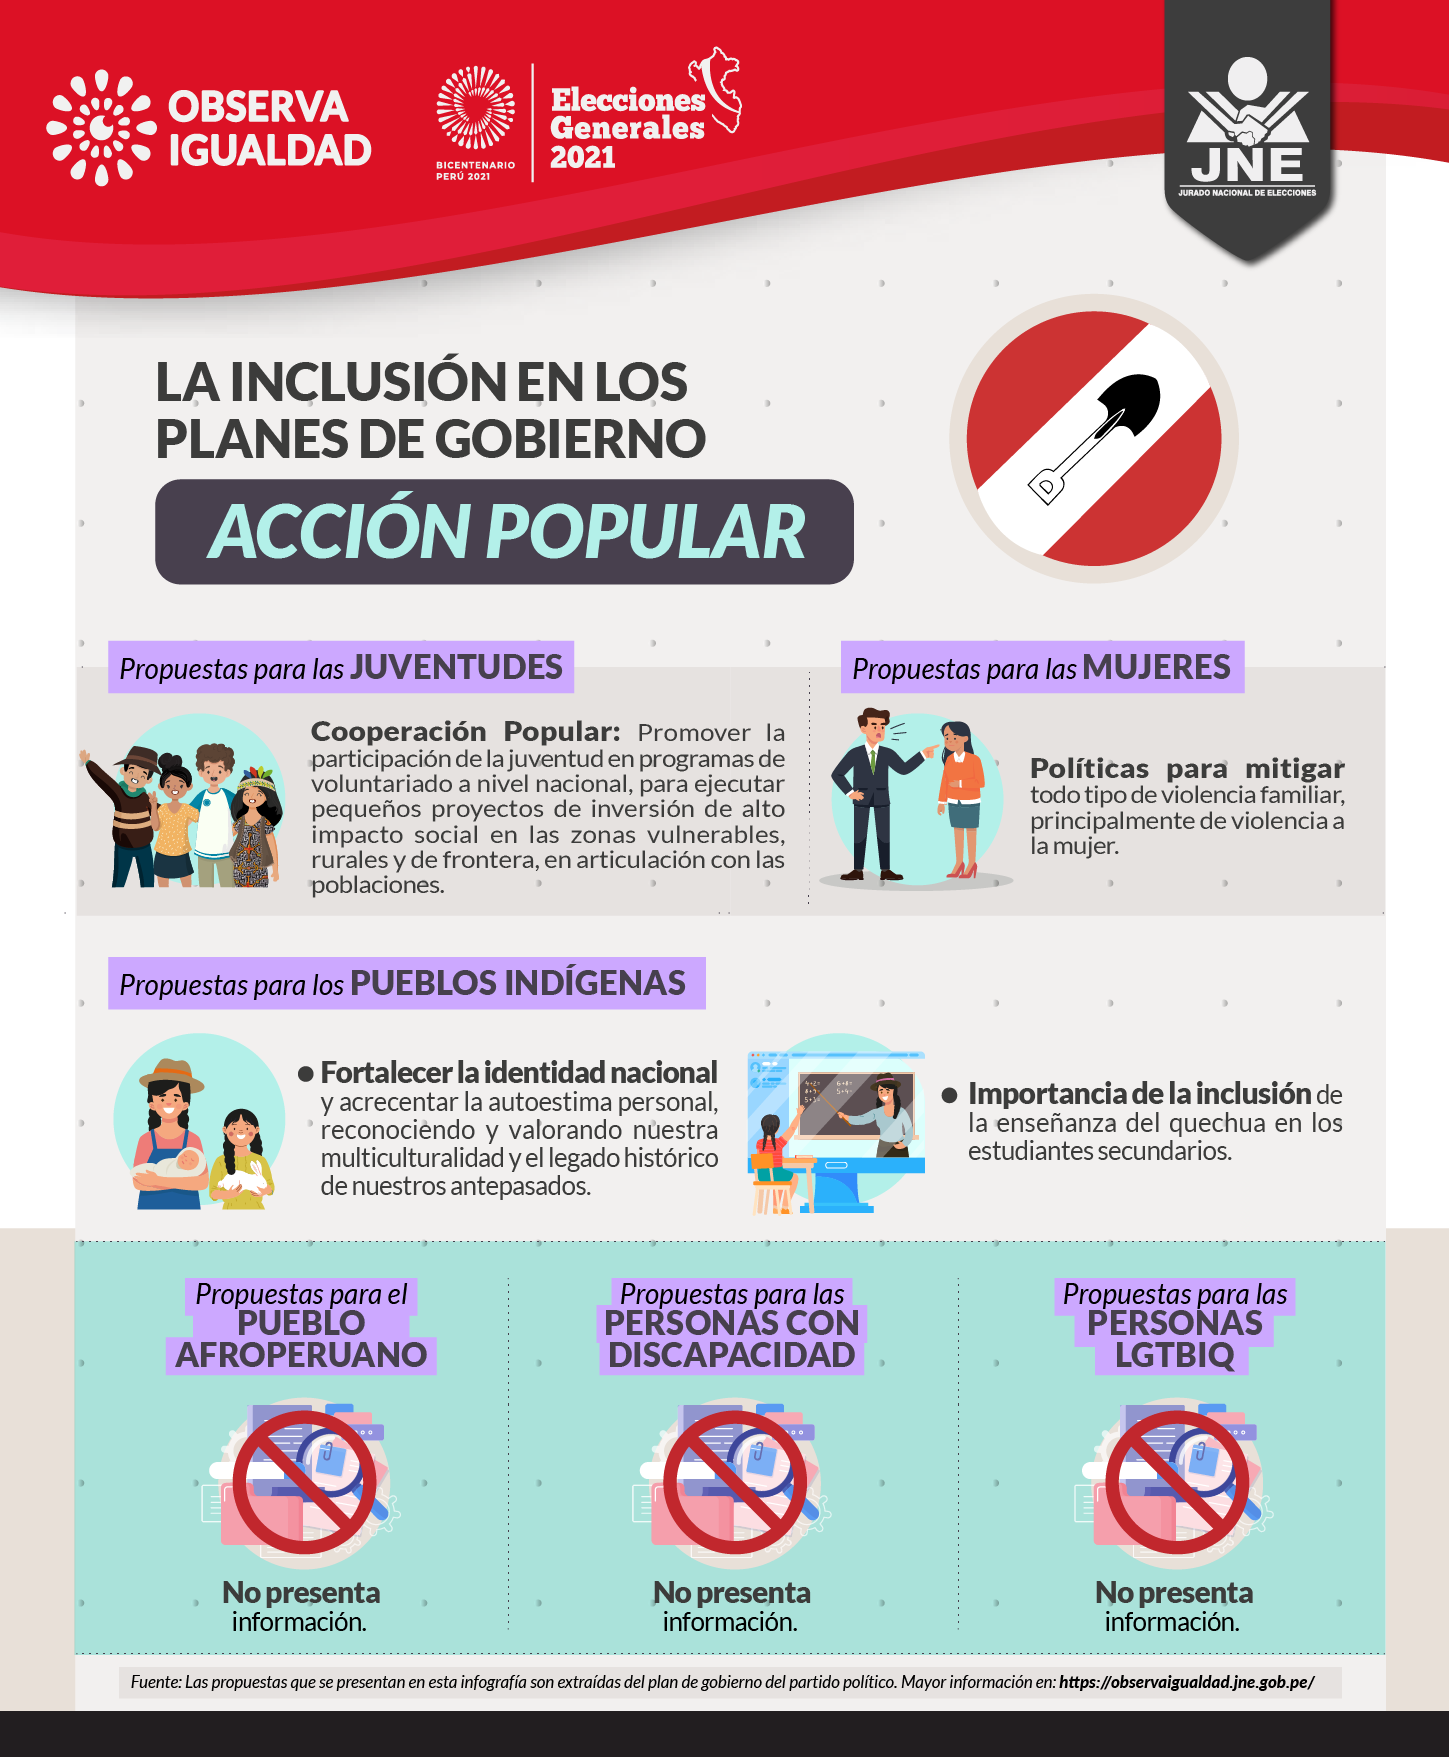 OBSERVA
IGUALDAD
BICENTENARIO
PERÚ 2021
Elecciones
Generales
2021
JNE
JURADO NACIONAL DE ELECCIONES
LA INCLUSIÓN EN LOS
PLANES DE GOBIERNO
ACCIÓN POPULAR
Propuestas para las JUVENTUDES
Cooperación Popular: Promover la
participación de la juventud en programas de
voluntariado a nivel nacional, para ejecutar
pequeños proyectos de inversión de alto
impacto social en las zonas vulnerables,
rurales y de frontera, en articulación con las
poblaciones.
Propuestas para las MUJERES
Políticas para mitigar
todo tipo de violencia familiar,
principalmente de violencia a
la mujer.
Propuestas para los PUEBLOS INDÍGENAS
● Fortalecer la identidad nacional
y acrecentar la autoestima personal,
reconociendo y valorando nuestra
multiculturalidad y el legado histórico
de nuestros antepasados.
● Importancia de la inclusión de
la enseñanza del quechua en los
estudiantes secundarios.
Propuestas para el
PUEBLO
AFROPERUANO
No presenta
información.
Propuestas para las
PERSONAS CON
DISCAPACIDAD
No presenta
información.
Propuestas para las
PERSONAS
LGTBIQ
No presenta
información.
Fuente: Las propuestas que se presentan en esta infografía son extraídas del plan de gobierno del partido político. Mayor información en: https://observaigualdad.jne.gob.pe/